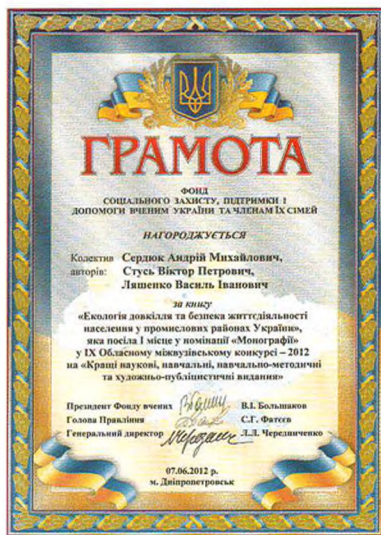 ГРАМОТА
ФОНД
СОЦІАЛЬНОГО ЗАХИСТУ, ПІДТРИМКИ І
ДОПОМОГИ ВЧЕНИМ УКРАЇНИ ТА ЧЛЕНАМ ЇХ СІМЕЙ
НАГОРОДЖУЄТЬСЯ
Колектив Сердюк Андрій Михайлович,
авторів: Стусь Віктор Петрович,
Ляшенко Василь Іванович
за книгу
«Екологія довкілля та безпека життєдіяльності
населення у промислових районах України»,
яка посіла І місце у номінації «Монографії»
у ІХ Обласному міжвузівському конкурсі – 2012
на «Кращі наукові, навчальні, навчально-методичні
та художньо-публіцистичні видання»
Президент Фонду вчених В.І. Большаков
Голова Правління С.Г. Фатєєв
Генеральний директор Л.Л. Чередниченко
07.06.2012 р.
м. Дніпропетровськ